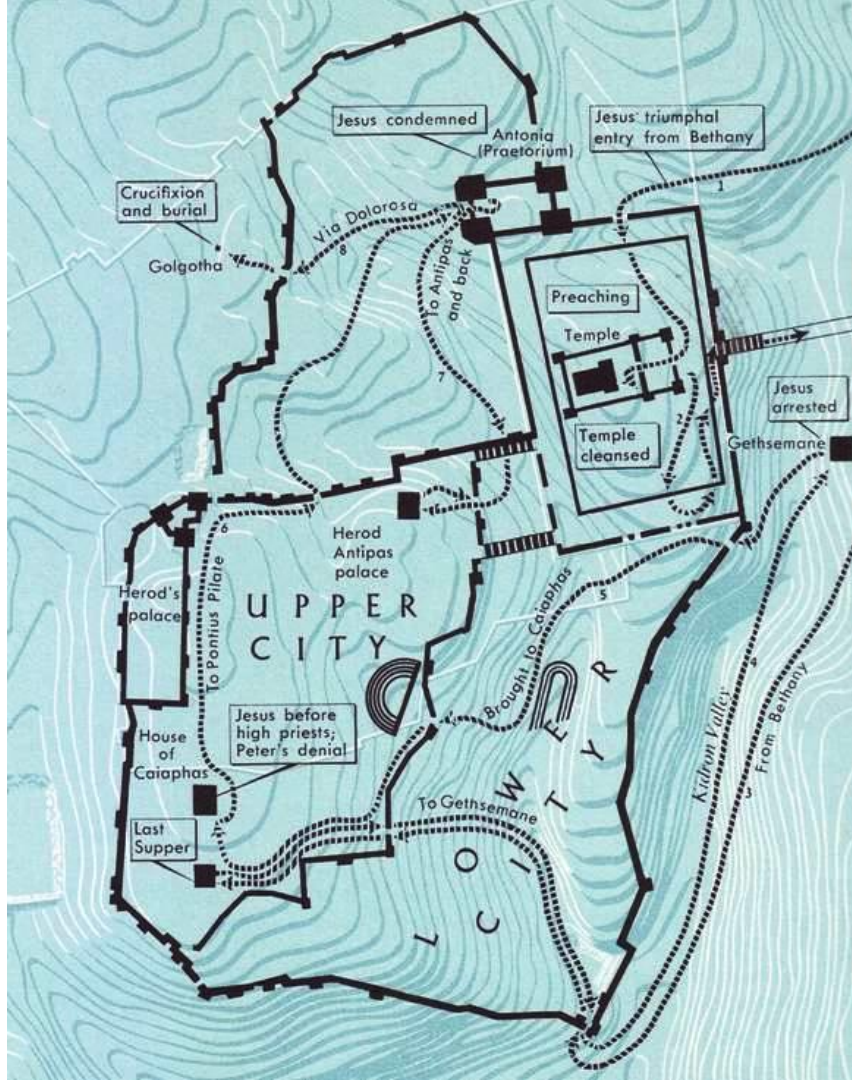 Jesus condemned
Antonia
(Praetorium)
Jesus' triumphal
entry from Bethany
1
Crucifixion
and burial
Via Dolorosa
8
Golgotha
To Antipas
and back
7
Preaching
Temple
2
Temple
cleansed
Jesus
arrested
Gethsemane
6
Herod
Antipas
palace
Herod's
palace
To Pontius Pilate
UPPER
CITY
Brought to Caiaphas
5
Jesus before
high priests;
Peter's denial
House
of
Caiaphas
Last
Supper
To Gethsemane
LOWER
CITY
Kidron Valley
4
From Bethany
3